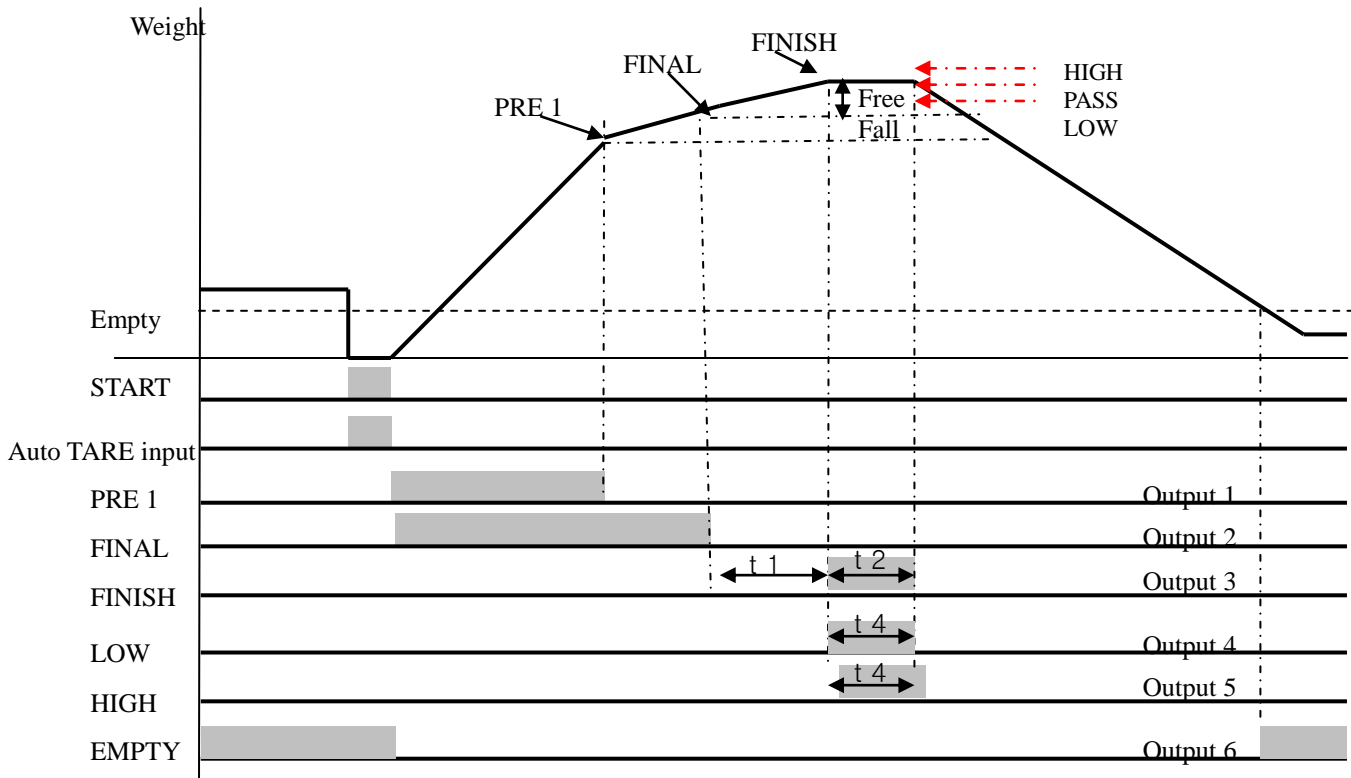 Weight
FINISH
FINAL
HIGH
PRE 1
Free
PASS
Fall
LOW
Empty
START
Auto TARE input
PRE 1
Output 1
FINAL
Output 2
t 1
t 2
FINISH
Output 3
t 4
LOW
Output 4
t 4
HIGH
Output 5
EMPTY
Output 6